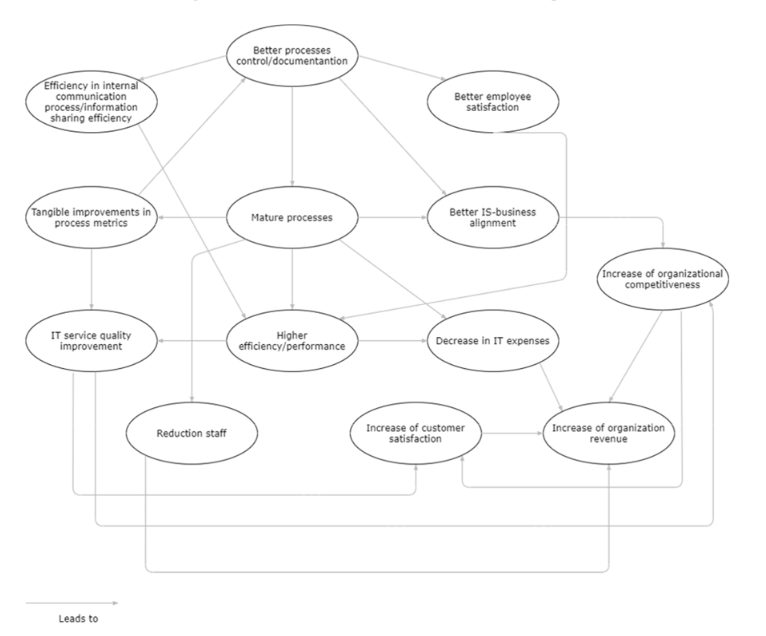 Better processes
control/documentantion
Efficiency in internal
communication
process/information
sharing efficiency
Better employee
satisfaction
Tangible improvements in
process metrics
Mature processes
Better IS-business
alignment
Increase of organizational
competitiveness
IT service quality
improvement
Higher
efficiency/performance
Decrease in IT expenses
Reduction staff
Increase of customer
satisfaction
Increase of organization
revenue
Leads to